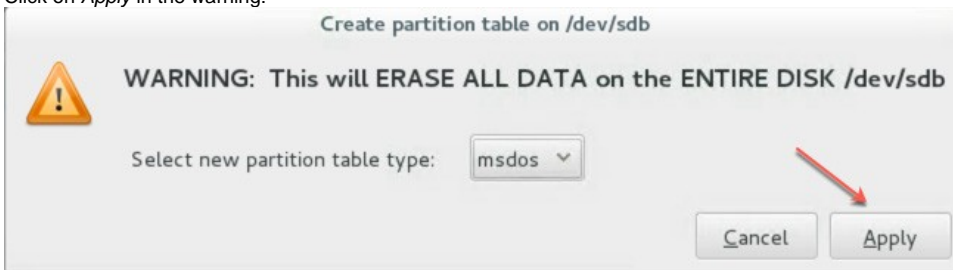 Click on Apply in the warning.
Create partition table on /dev/sdb
WARNING: This will ERASE ALL DATA on the ENTIRE DISK /dev/sdb
Select new partition table type: msdos
Cancel Apply